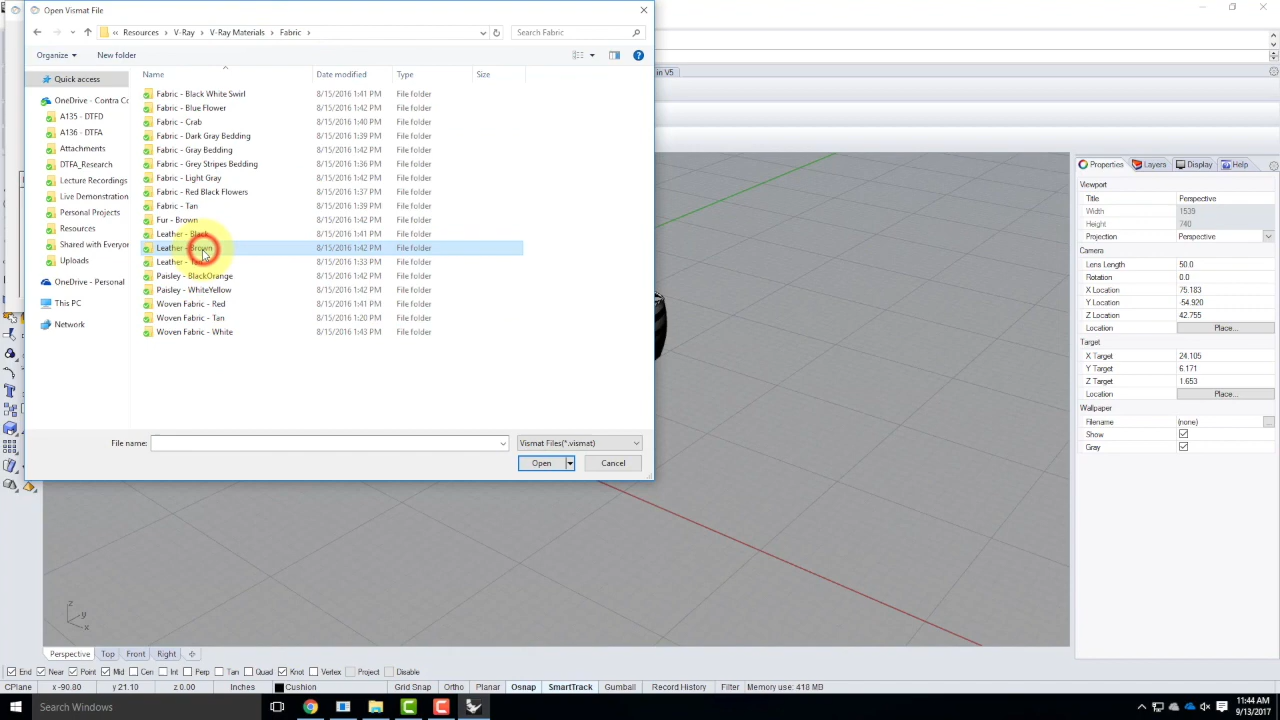 Open Vismat File
« Resources › V-Ray › V-Ray Materials › Fabric ›
Search Fabric
Organize
New folder
in V5
Name
Date modified
Type
Size
Quick access
OneDrive - Contra Co
A135 - DTFD
A136 - DTFA
Attachments
DTFA_Research
Lecture Recordings
Live Demonstration
Personal Projects
Resources
Shared with Everyor
Uploads
OneDrive - Personal
This PC
Network
Fabric - Black White Swirl 8/15/2016 1:41 PM File folder
Fabric - Blue Flower 8/15/2016 1:42 PM File folder
Fabric - Crab 8/15/2016 1:40 PM File folder
Fabric - Dark Gray Bedding 8/15/2016 1:39 PM File folder
Fabric - Gray Bedding 8/15/2016 1:42 PM File folder
Fabric - Grey Stripes Bedding 8/15/2016 1:36 PM File folder
Fabric - Light Gray 8/15/2016 1:42 PM File folder
Fabric - Red Black Flowers 8/15/2016 1:37 PM File folder
Fabric - Tan 8/15/2016 1:39 PM File folder
Fur - Brown 8/15/2016 1:42 PM File folder
Leather - Black 8/15/2016 1:41 PM File folder
Leather - Brown 8/15/2016 1:42 PM File folder
Leather - 8/15/2016 1:33 PM File folder
Paisley - BlackOrange 8/15/2016 1:42 PM File folder
Paisley - WhiteYellow 8/15/2016 1:42 PM File folder
Woven Fabric - Red 8/15/2016 1:41 PM File folder
Woven Fabric - Tan 8/15/2016 1:20 PM File folder
Woven Fabric - White 8/15/2016 1:43 PM File folder
File name:
Vismat Files(*.vismat)
Open
Cancel
Properties Layers Display Help
Viewport
Title Perspective
Width 1539
Height 740
Projection Perspective
Camera
Lens Length 50.0
Rotation 0.0
X Location 75.183
Y Location -54.920
Z Location 42.755
Location Place...
Target
X Target 24.105
Y Target 6.171
Z Target 1.653
Location Place...
Wallpaper
Filename (none) ...
Show
Gray
z
y
x
Perspective Top Front Right
End Near Point Mid Cen Int Perp Tan Quad Knot Vertex Project Disable
CPlane x -90.80 y 21.10 z 0.00 Inches Cushion Grid Snap Ortho Planar Osnap SmartTrack Gumball Record History Filter Memory use: 418 MB
Search Windows
11:44 AM
9/13/2017